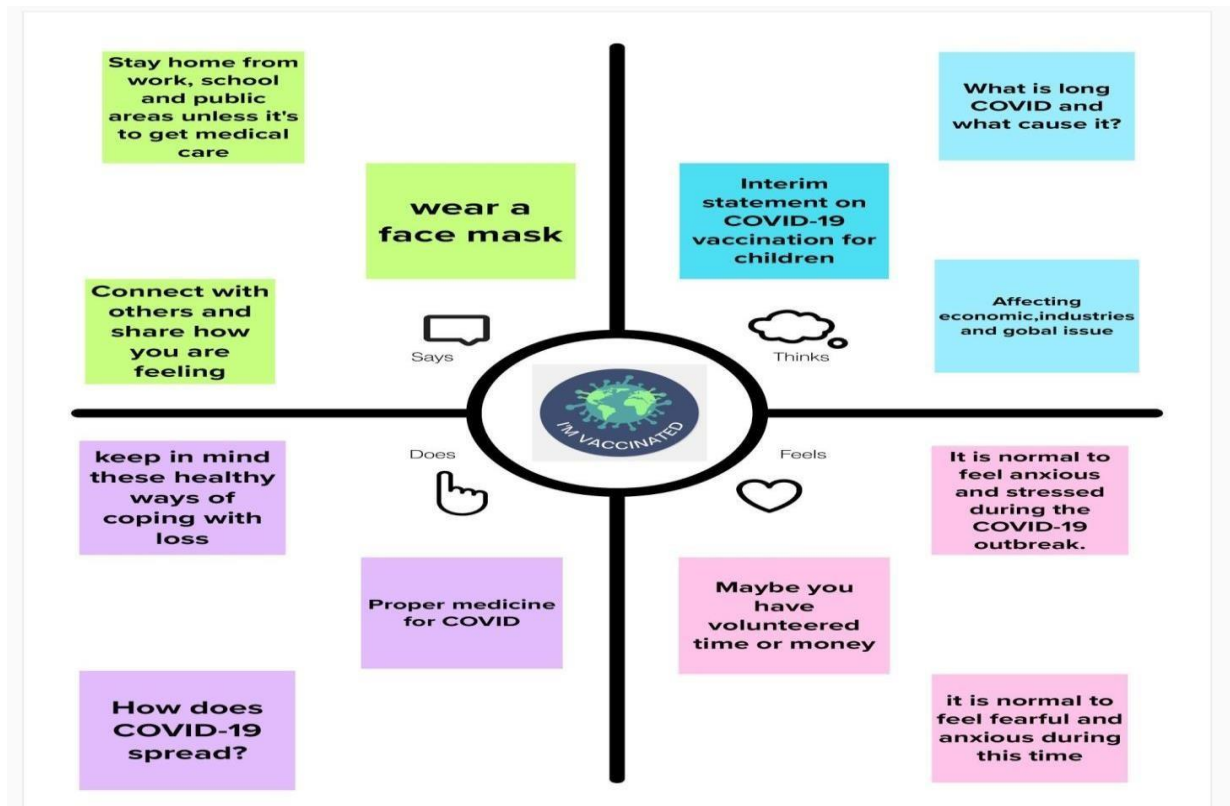 Stay home from
work, school
and public
areas unless it's
to get medical
care
wear a
face mask
Connect with
others and
share how
you are
feeling
Says
What is long
COVID and
what cause it?
Interim
statement on
COVID-19
vaccination for
children
Affecting
economic,industries
and gobal issue
Thinks
I'M VACCINATED
Does
keep in mind
these healthy
ways of
coping with
loss
Proper medicine
for COVID
How does
COVID-19
spread?
Feels
It is normal to
feel anxious
and stressed
during the
COVID-19
outbreak.
Maybe you
have
volunteered
time or money
it is normal to
feel fearful and
anxious during
this time